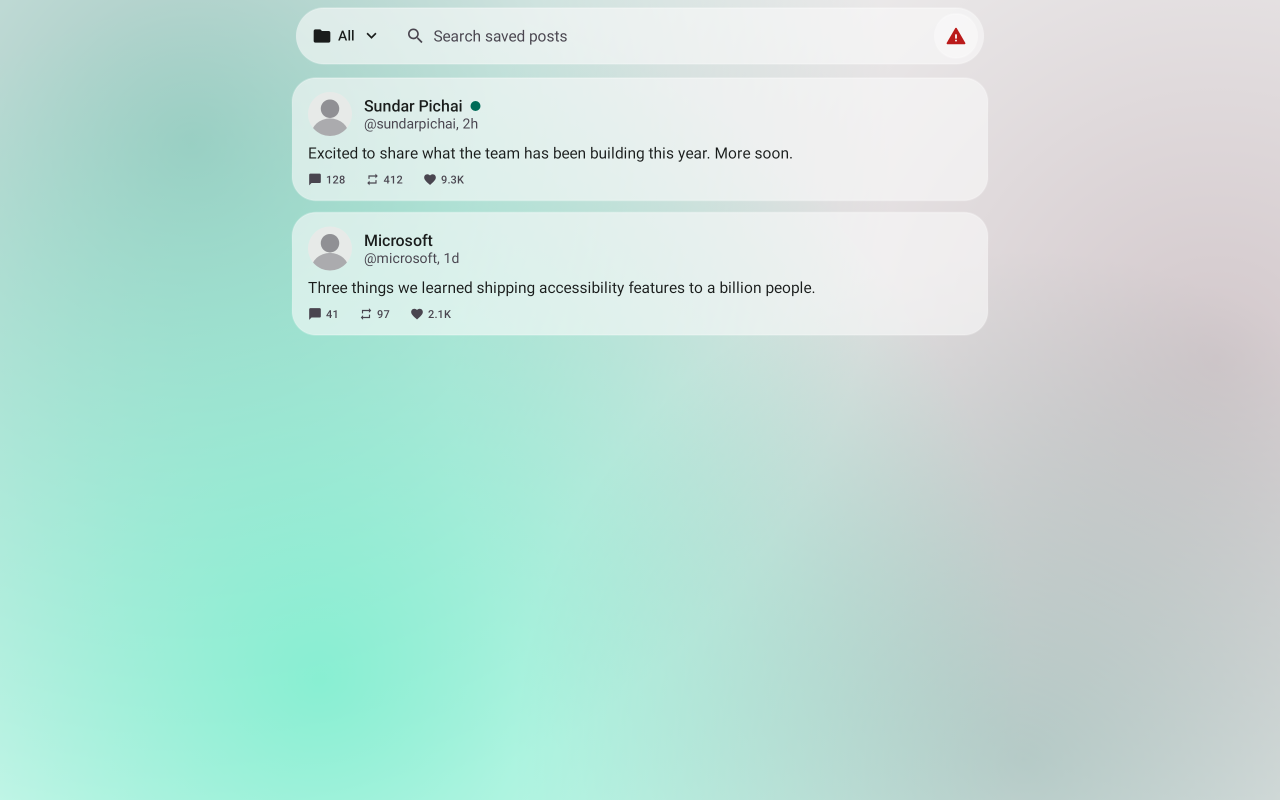 All
Search saved posts
Sundar Pichai
@sundarpichai, 2h
Excited to share what the team has been building this year. More soon.
128 412 9.3K
Microsoft
@microsoft, 1d
Three things we learned shipping accessibility features to a billion people.
41 97 2.1K